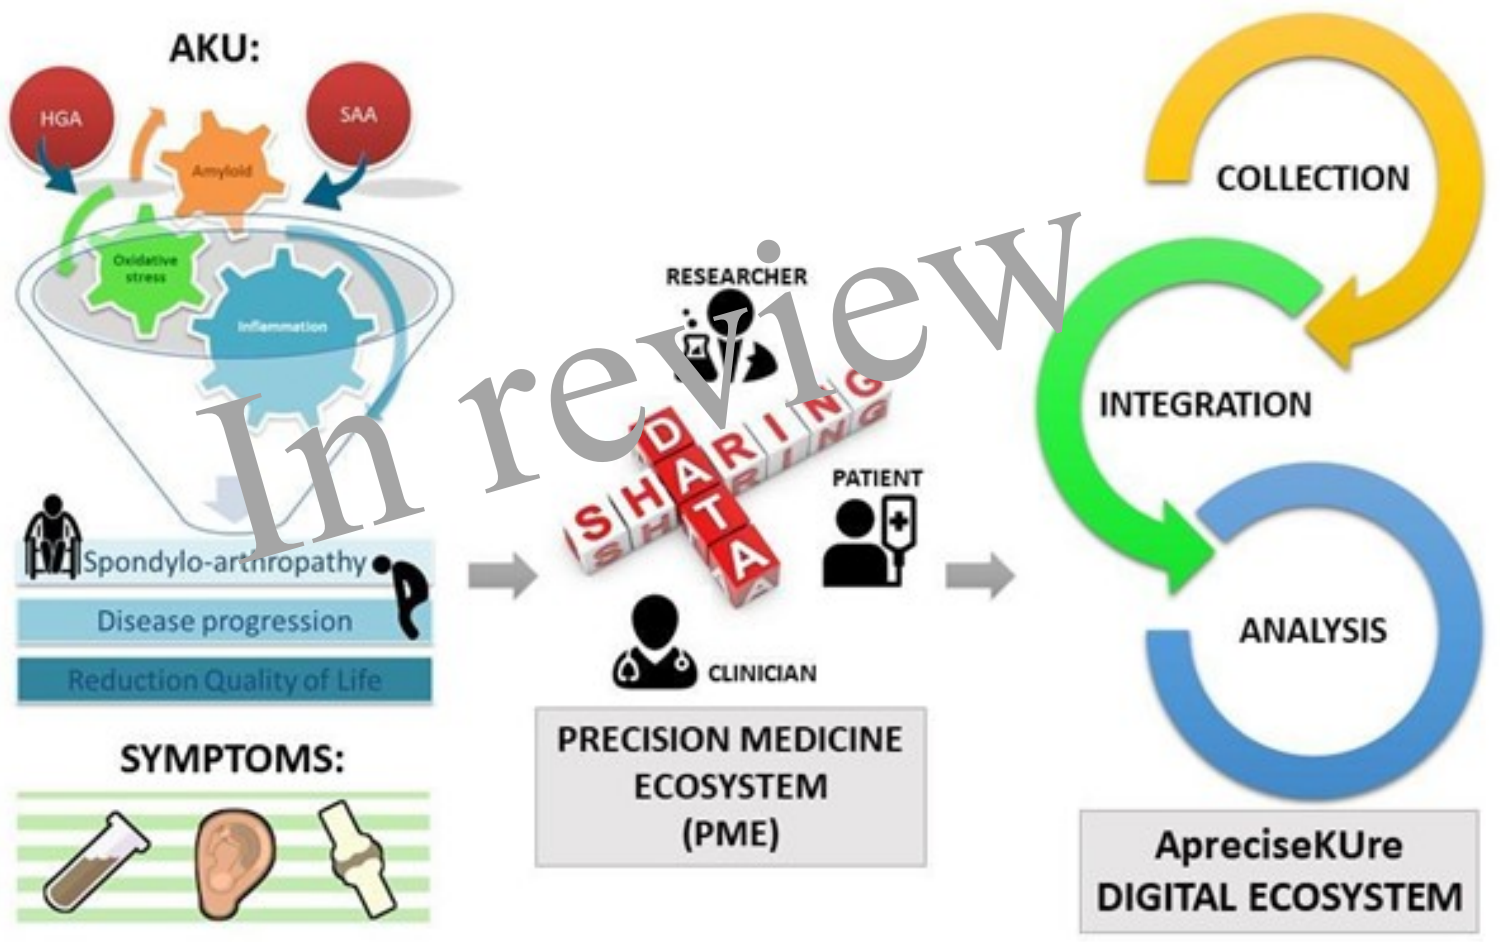 AKU:
HGA
SAA
Amyloid
Oxidative
stress
Inflammation
Spondylo-arthropathy
Disease progression
Reduction Quality of Life
SYMPTOMS:
RESEARCHER
SHARING
DATA
PATIENT
CLINICIAN
PRECISION MEDICINE
ECOSYSTEM
(PME)
COLLECTION
INTEGRATION
ANALYSIS
ApreciseKUre
DIGITAL ECOSYSTEM
In review